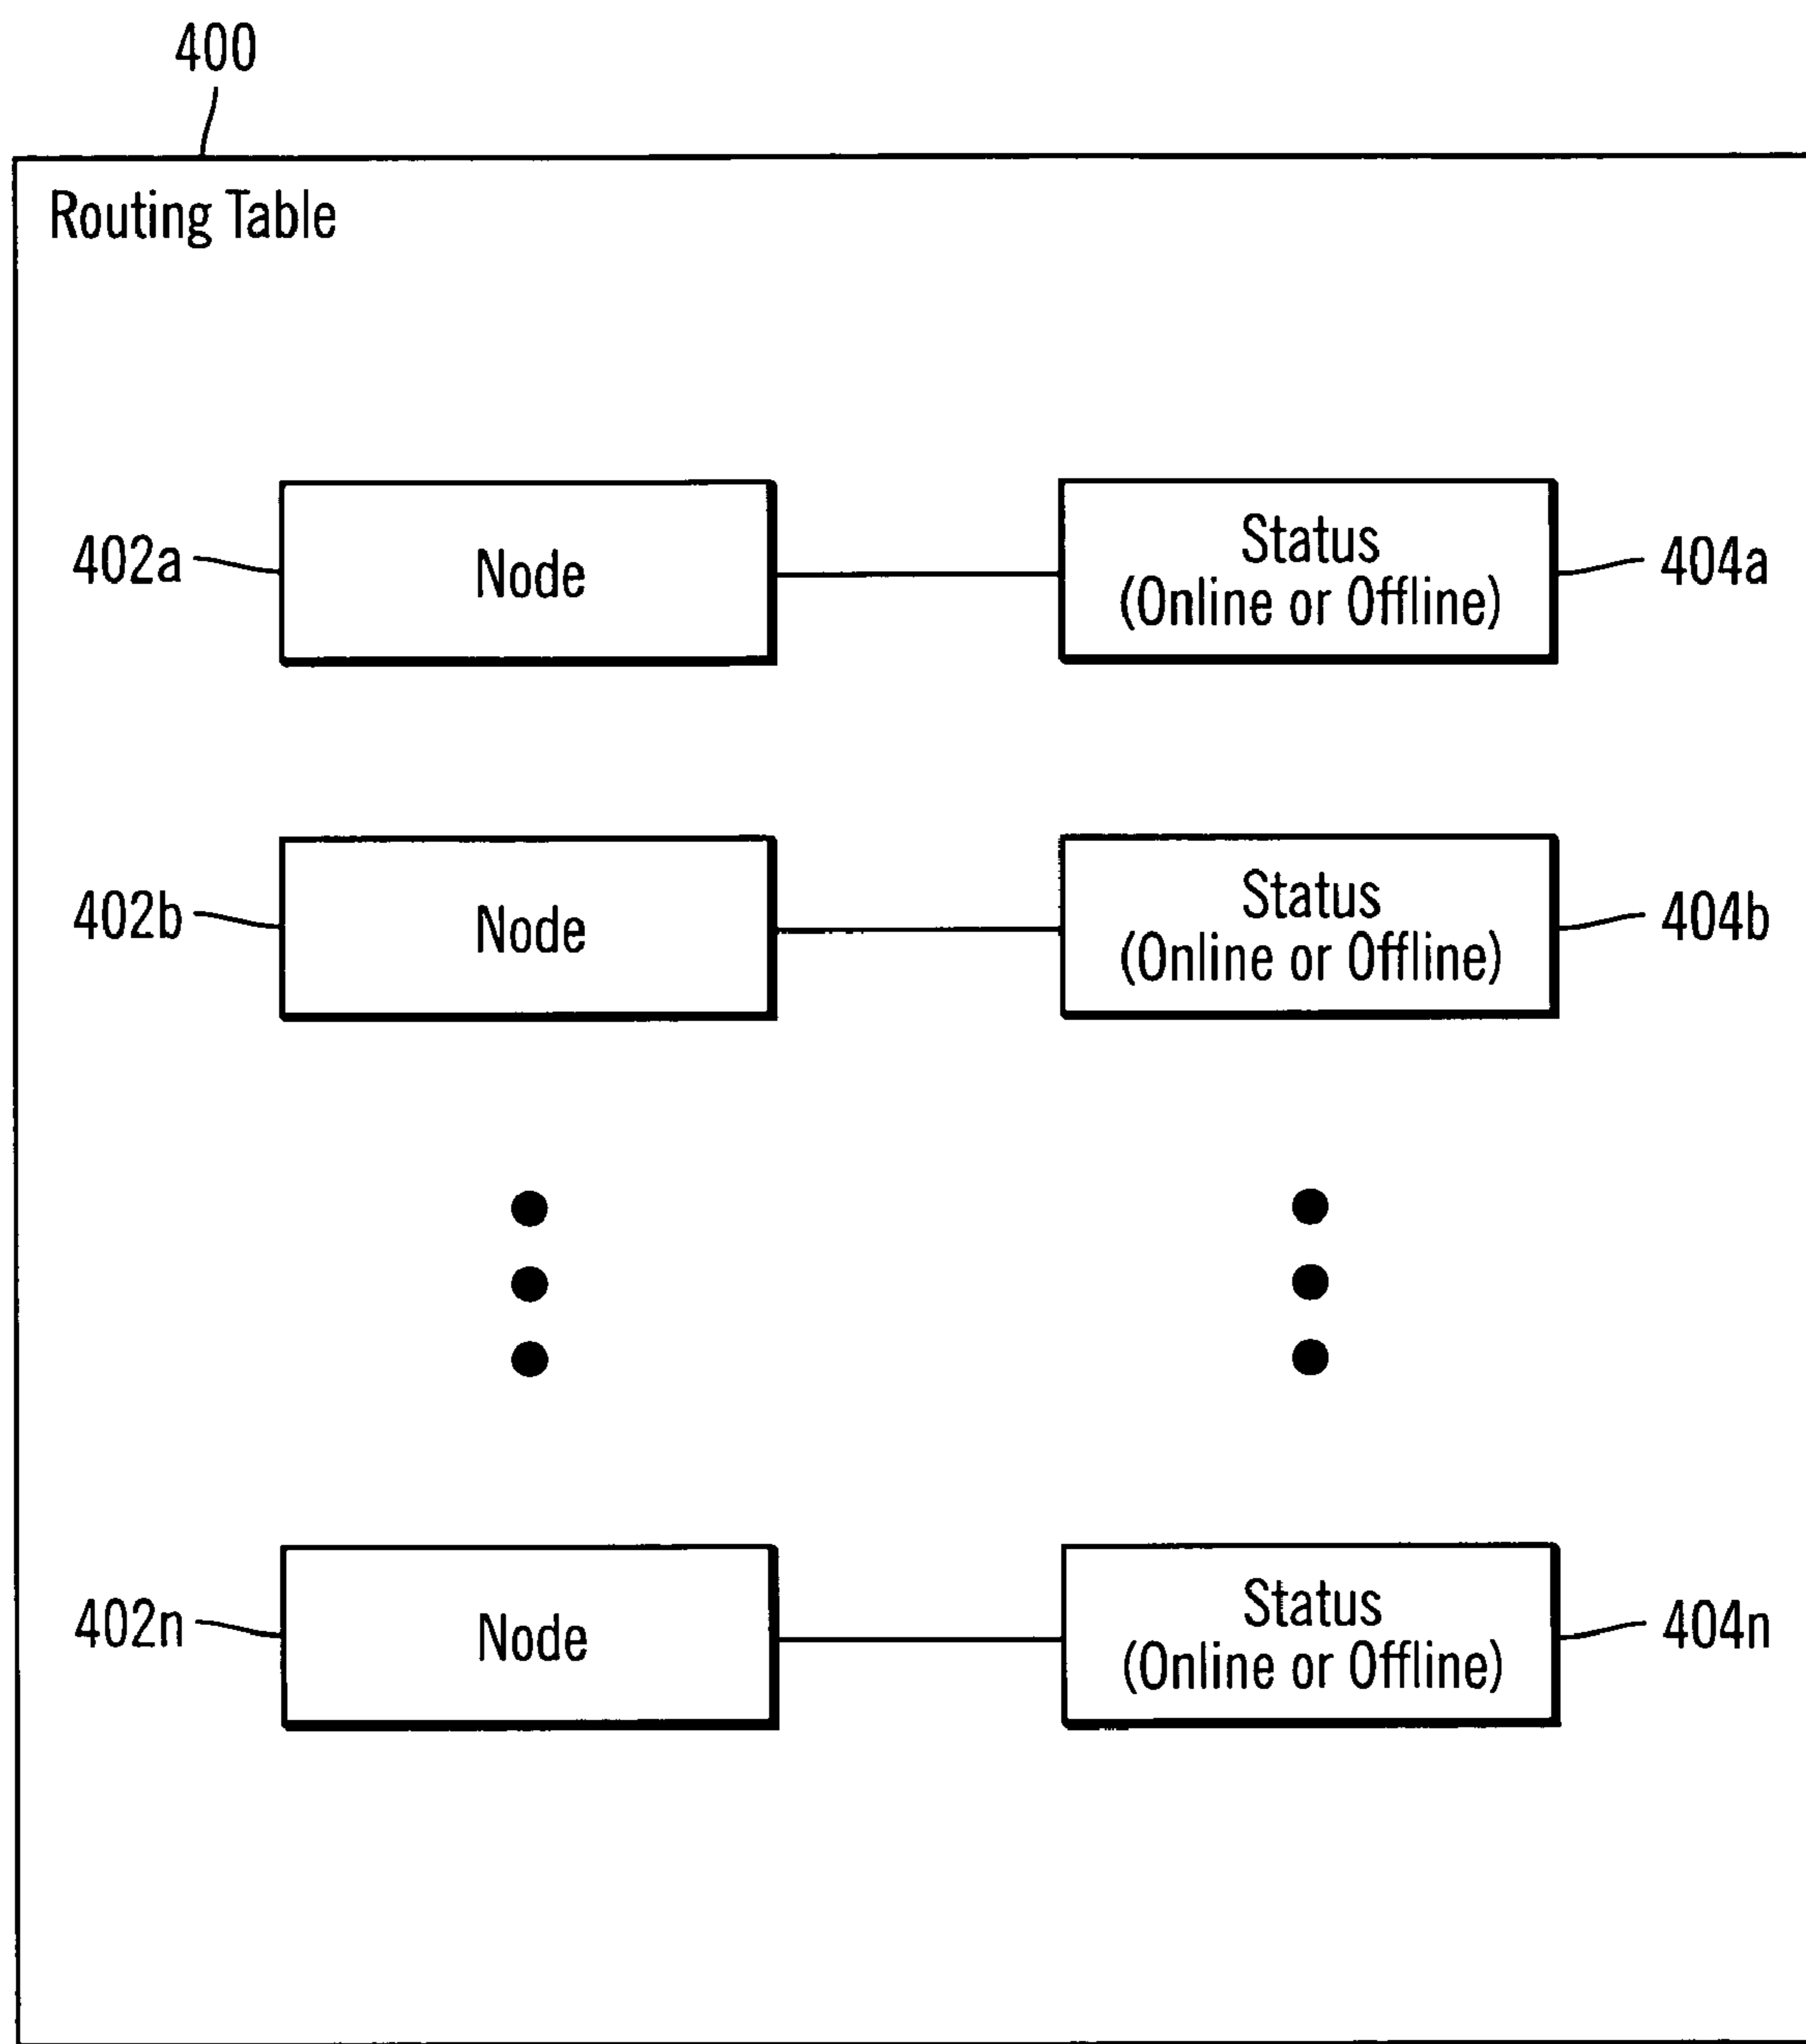 400
Routing Table
402a
Node
Status
(Online or Offline)
404a
402b
Node
Status
(Online or Offline)
404b
402n
Node
Status
(Online or Offline)
404n